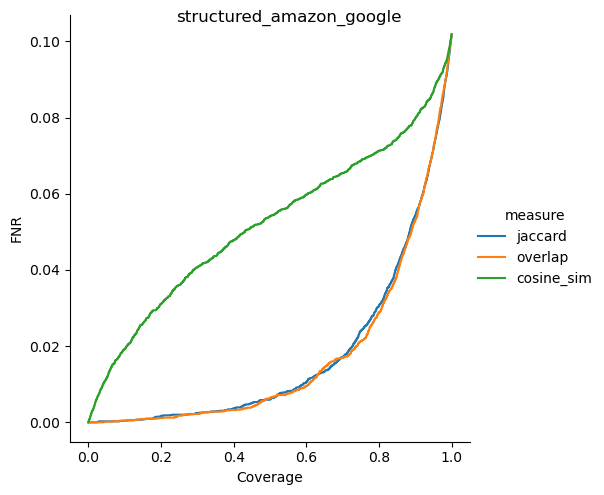 structured_amazon_google
FNR
0.10
0.08
0.06
0.04
0.02
0.00
0.0 0.2 0.4 0.6 0.8 1.0
Coverage
measure
jaccard
overlap
cosine_sim